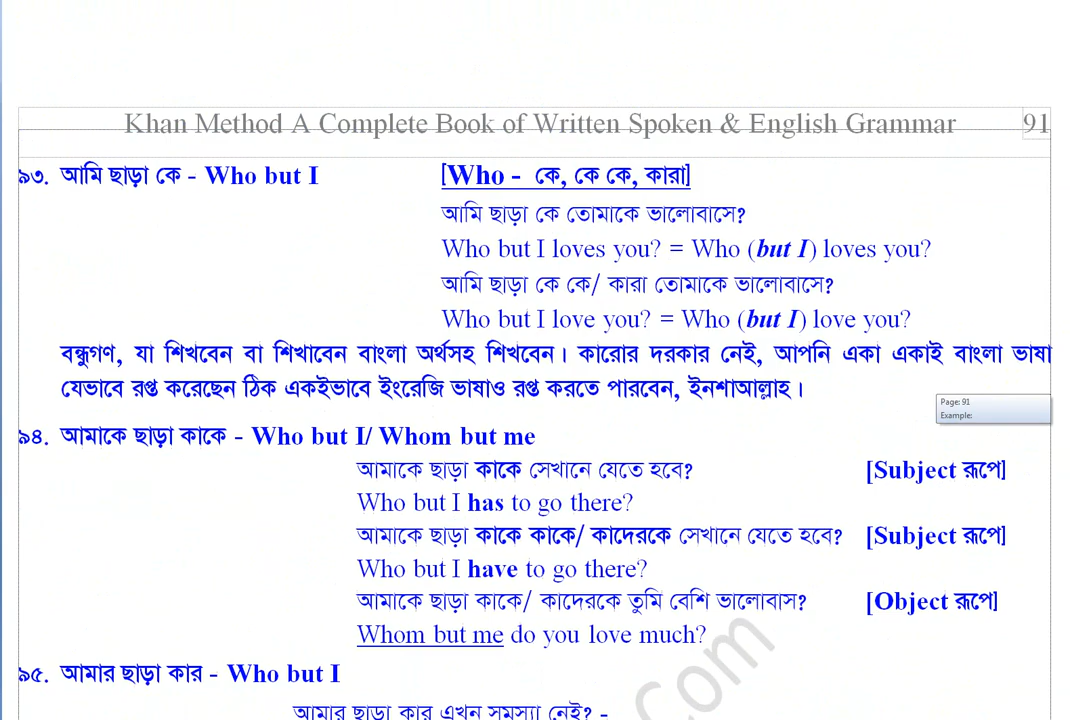 Khan Method A Complete Book of Written Spoken & English Grammar 91
৯৩. আমি ছাড়া কে - Who but I [Who - কে, কে কে, কারা]
আমি ছাড়া কে তোমাকে ভালোবাসে?
Who but I loves you? = Who (but I) loves you?
আমি ছাড়া কে কে/ কারা তোমাকে ভালোবাসে?
Who but I love you? = Who (but I) love you?
বন্ধুগণ, যা শিখবেন বা শিখাবেন বাংলা অর্থসহ শিখবেন। কারোর দরকার নেই, আপনি একা একাই বাংলা ভাষা
যেভাবে রপ্ত করেছেন ঠিক একইভাবে ইংরেজি ভাষাও রপ্ত করতে পারবেন, ইনশাআল্লাহ।
Page: 91
Example:
৯৪. আমাকে ছাড়া কাকে - Who but I/ Whom but me
আমাকে ছাড়া কাকে সেখানে যেতে হবে? [Subject রূপে]
Who but I has to go there?
আমাকে ছাড়া কাকে কাকে/ কাদেরকে সেখানে যেতে হবে? [Subject রূপে]
Who but I have to go there?
আমাকে ছাড়া কাকে/ কাদেরকে তুমি বেশি ভালোবাস? [Object রূপে]
Whom but me do you love much?
৯৫. আমার ছাড়া কার - Who but I
আমার ছাড়া কার এখন সমস্যা নেই? -
.Com